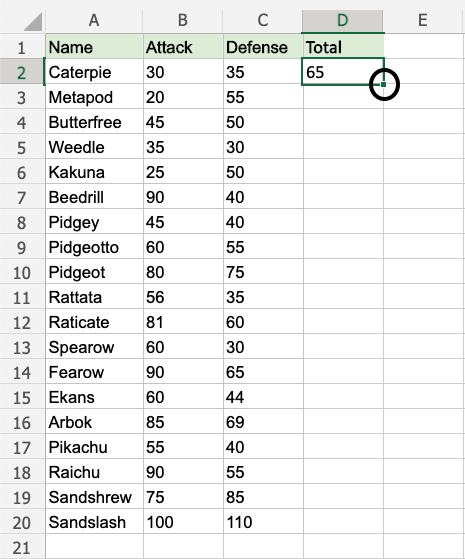 A B C D E
1 Name Attack Defense Total
2 Caterpie 30 35 65
3 Metapod 20 55
4 Butterfree 45 50
5 Weedle 35 30
6 Kakuna 25 50
7 Beedrill 90 40
8 Pidgey 45 40
9 Pidgeotto 60 55
10 Pidgeot 80 75
11 Rattata 56 35
12 Raticate 81 60
13 Spearow 60 30
14 Fearow 90 65
15 Ekans 60 44
16 Arbok 85 69
17 Pikachu 55 40
18 Raichu 90 55
19 Sandshrew 75 85
20 Sandslash 100 110
21